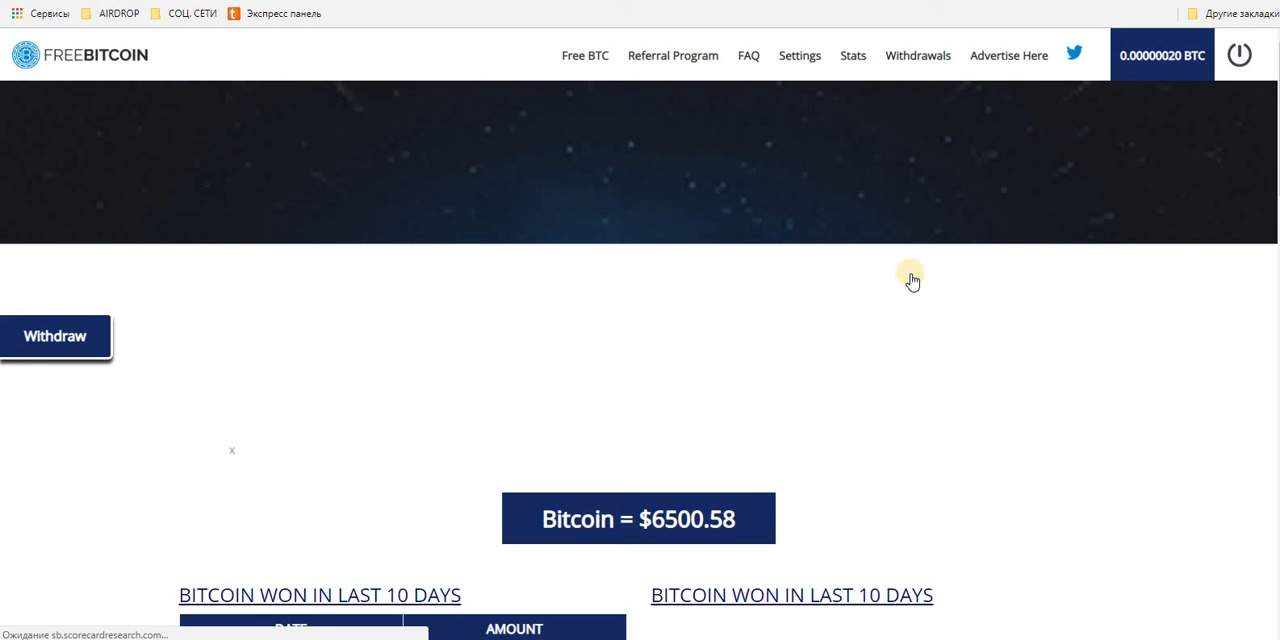 Сервисы AIRDROP СОЦ. СЕТИ Экспресс панель Другие закладки
FREEBITCOIN Free BTC Referral Program FAQ Settings Stats Withdrawals Advertise Here 0.00000020 BTC
Withdraw
x
Bitcoin = $6500.58
BITCOIN WON IN LAST 10 DAYS BITCOIN WON IN LAST 10 DAYS
DATE AMOUNT
Ожидание sb.scorecardresearch.com...